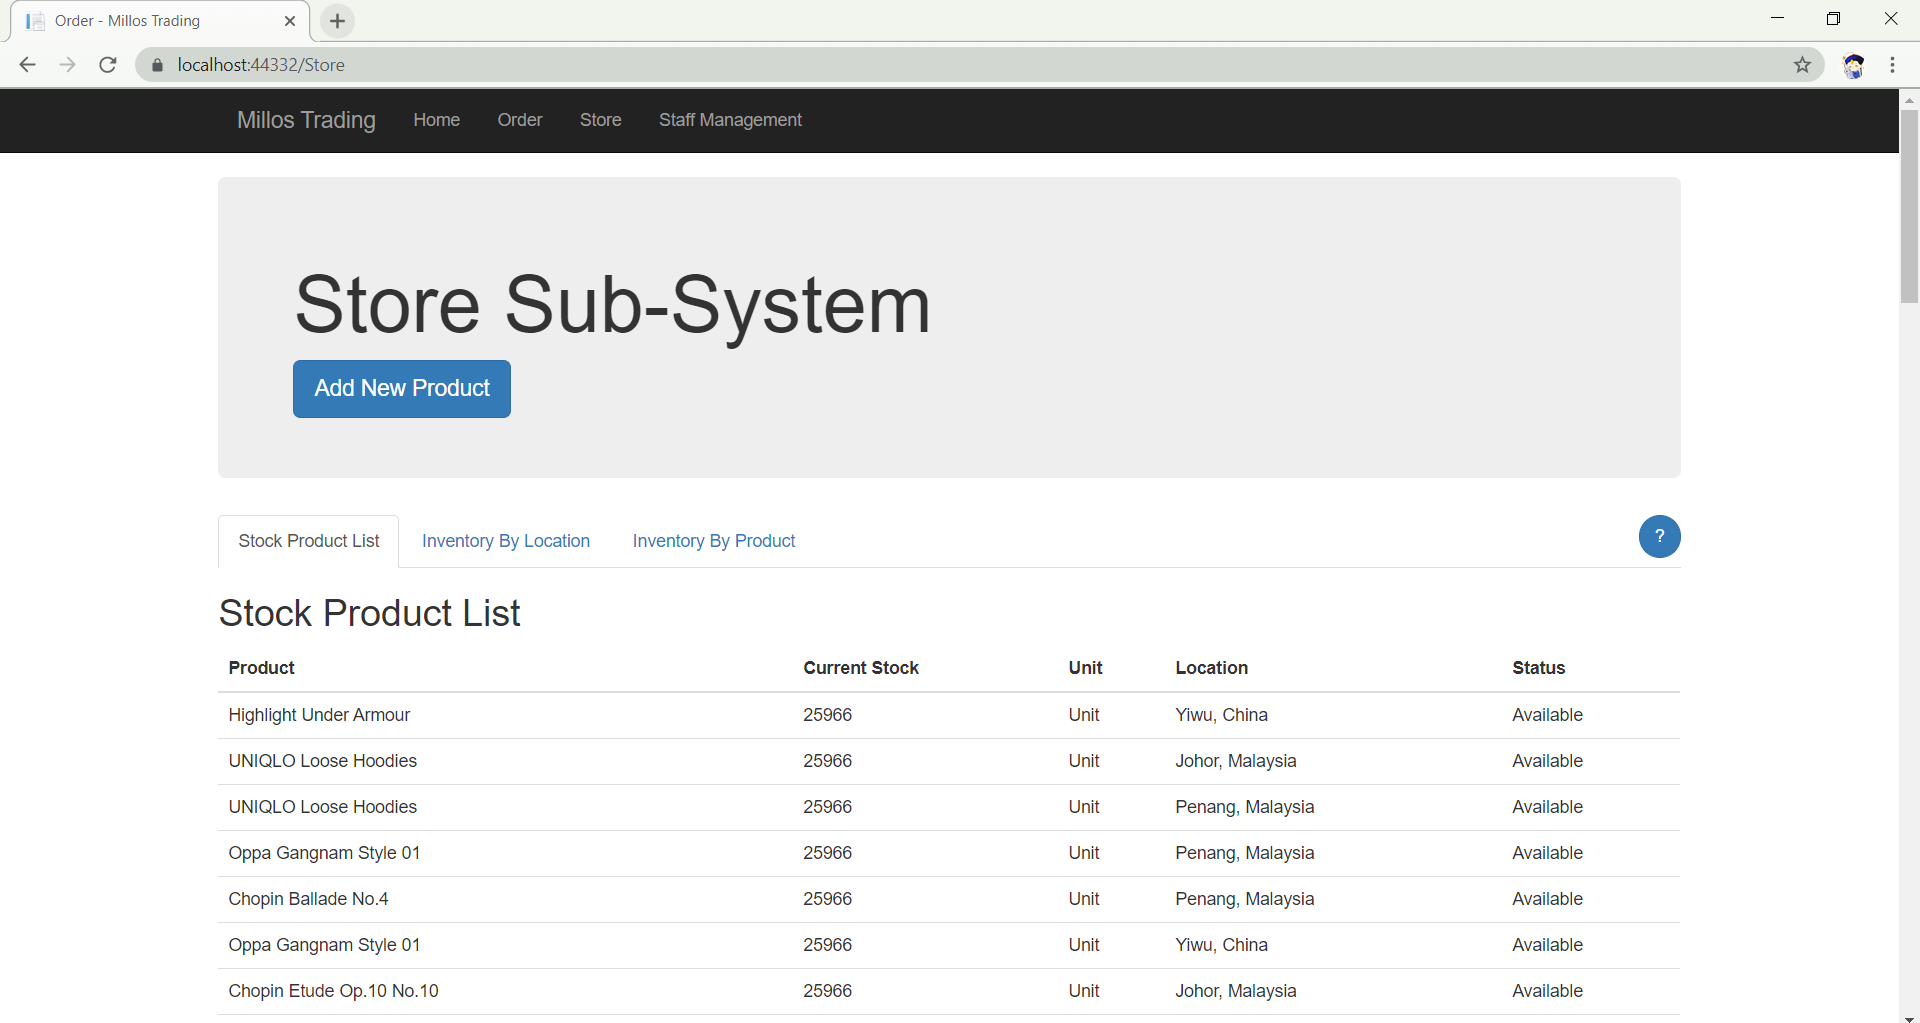 Order - Millos Trading
localhost:44332/Store
Millos Trading Home Order Store Staff Management
Store Sub-System
Add New Product
Stock Product List Inventory By Location Inventory By Product ?
Stock Product List
Product Current Stock Unit Location Status
Highlight Under Armour 25966 Unit Yiwu, China Available
UNIQLO Loose Hoodies 25966 Unit Johor, Malaysia Available
UNIQLO Loose Hoodies 25966 Unit Penang, Malaysia Available
Oppa Gangnam Style 01 25966 Unit Penang, Malaysia Available
Chopin Ballade No.4 25966 Unit Penang, Malaysia Available
Oppa Gangnam Style 01 25966 Unit Yiwu, China Available
Chopin Etude Op.10 No.10 25966 Unit Johor, Malaysia Available